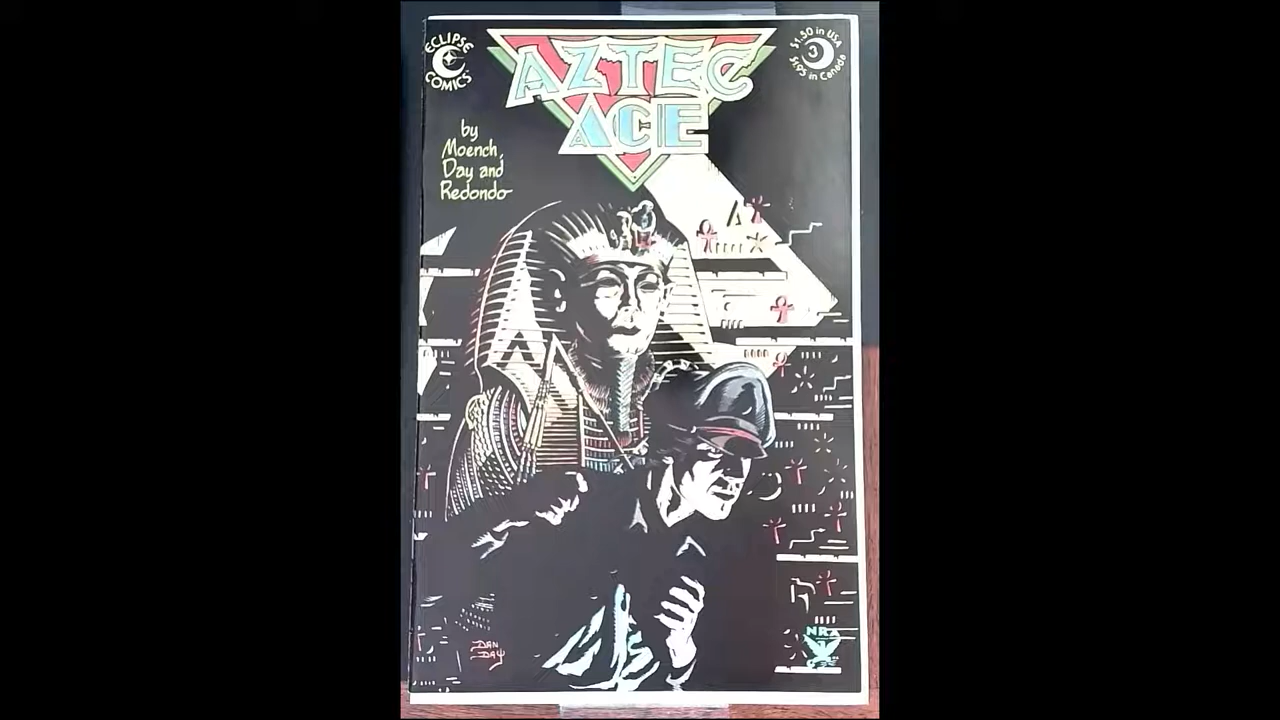 ECLIPSE
COMICS
AZTEC
ACE
$1.50 in USA
3
$1.95 in Canada
by
Moench,
Day and
Redondo
DAN
DAY
NRA